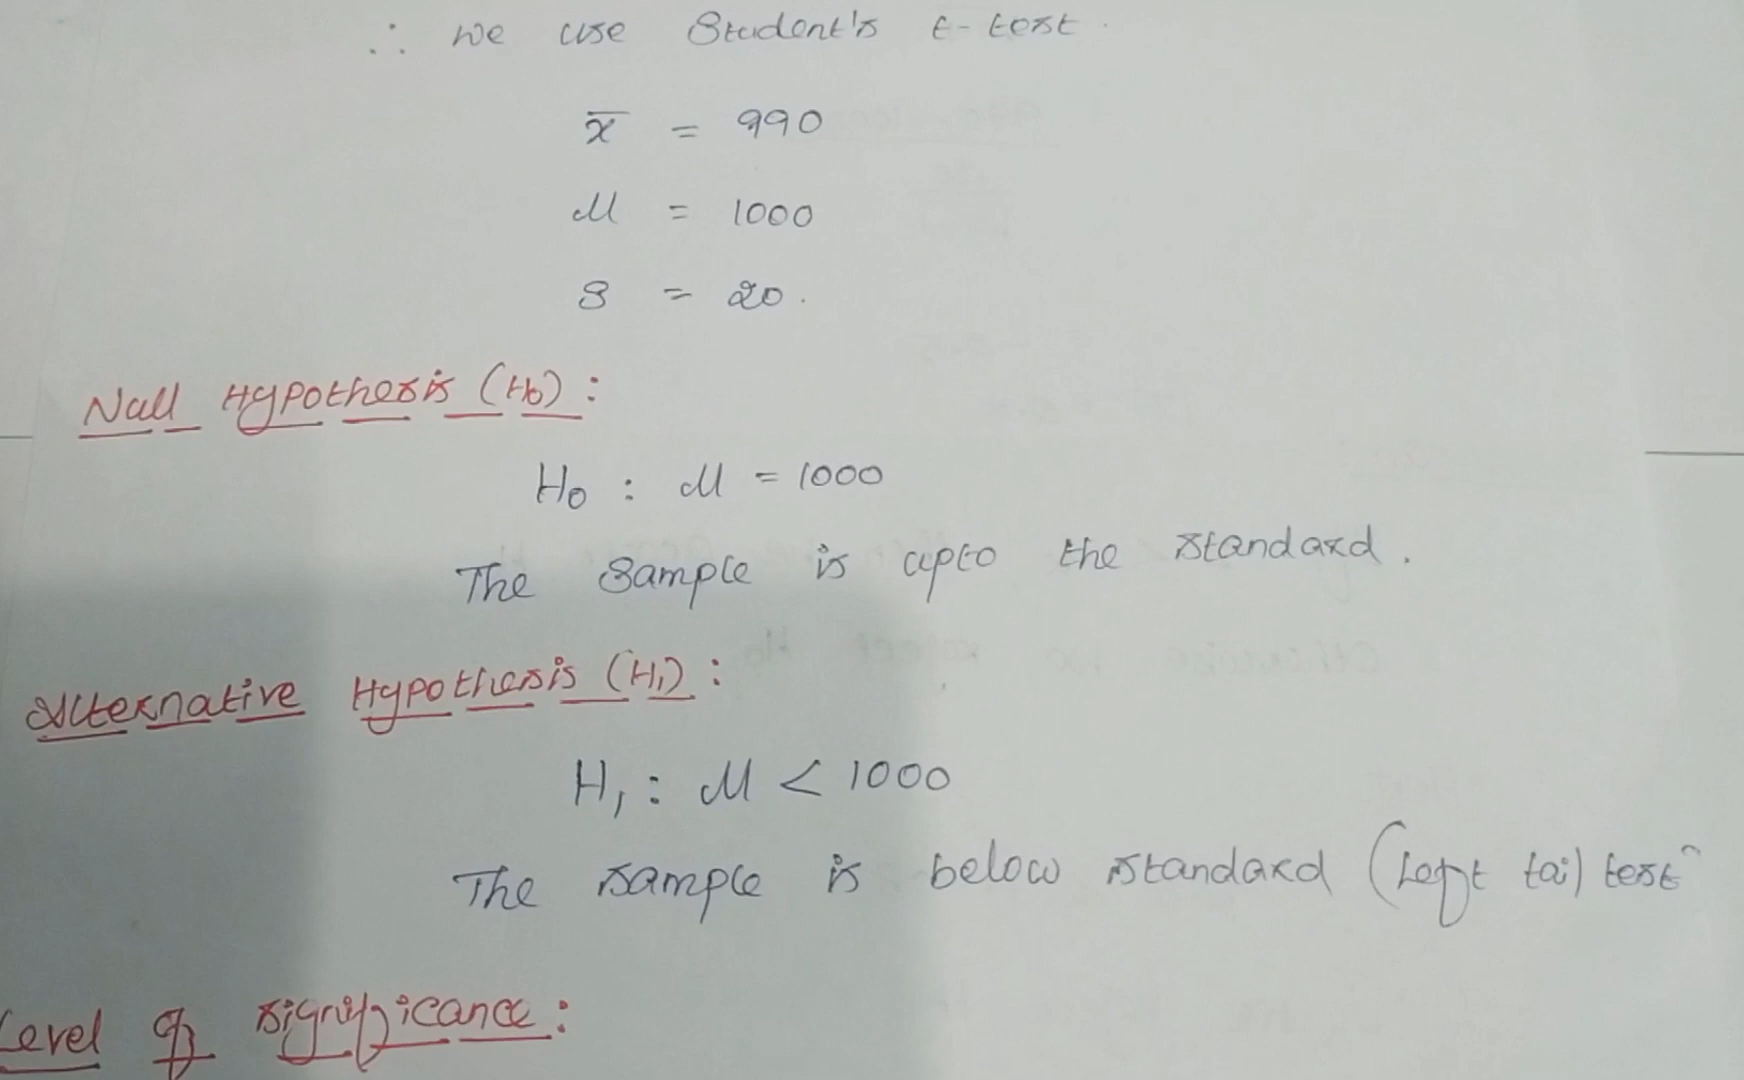 ∴ we use Student's t-test.
x̄ = 990
μ = 1000
S = 20.
Null Hypothesis (H₀) :
H₀ : μ = 1000
The Sample is upto the standard.
Alternative Hypothesis (H₁) :
H₁ : μ < 1000
The sample is below standard (Left tail test
Level of significance :